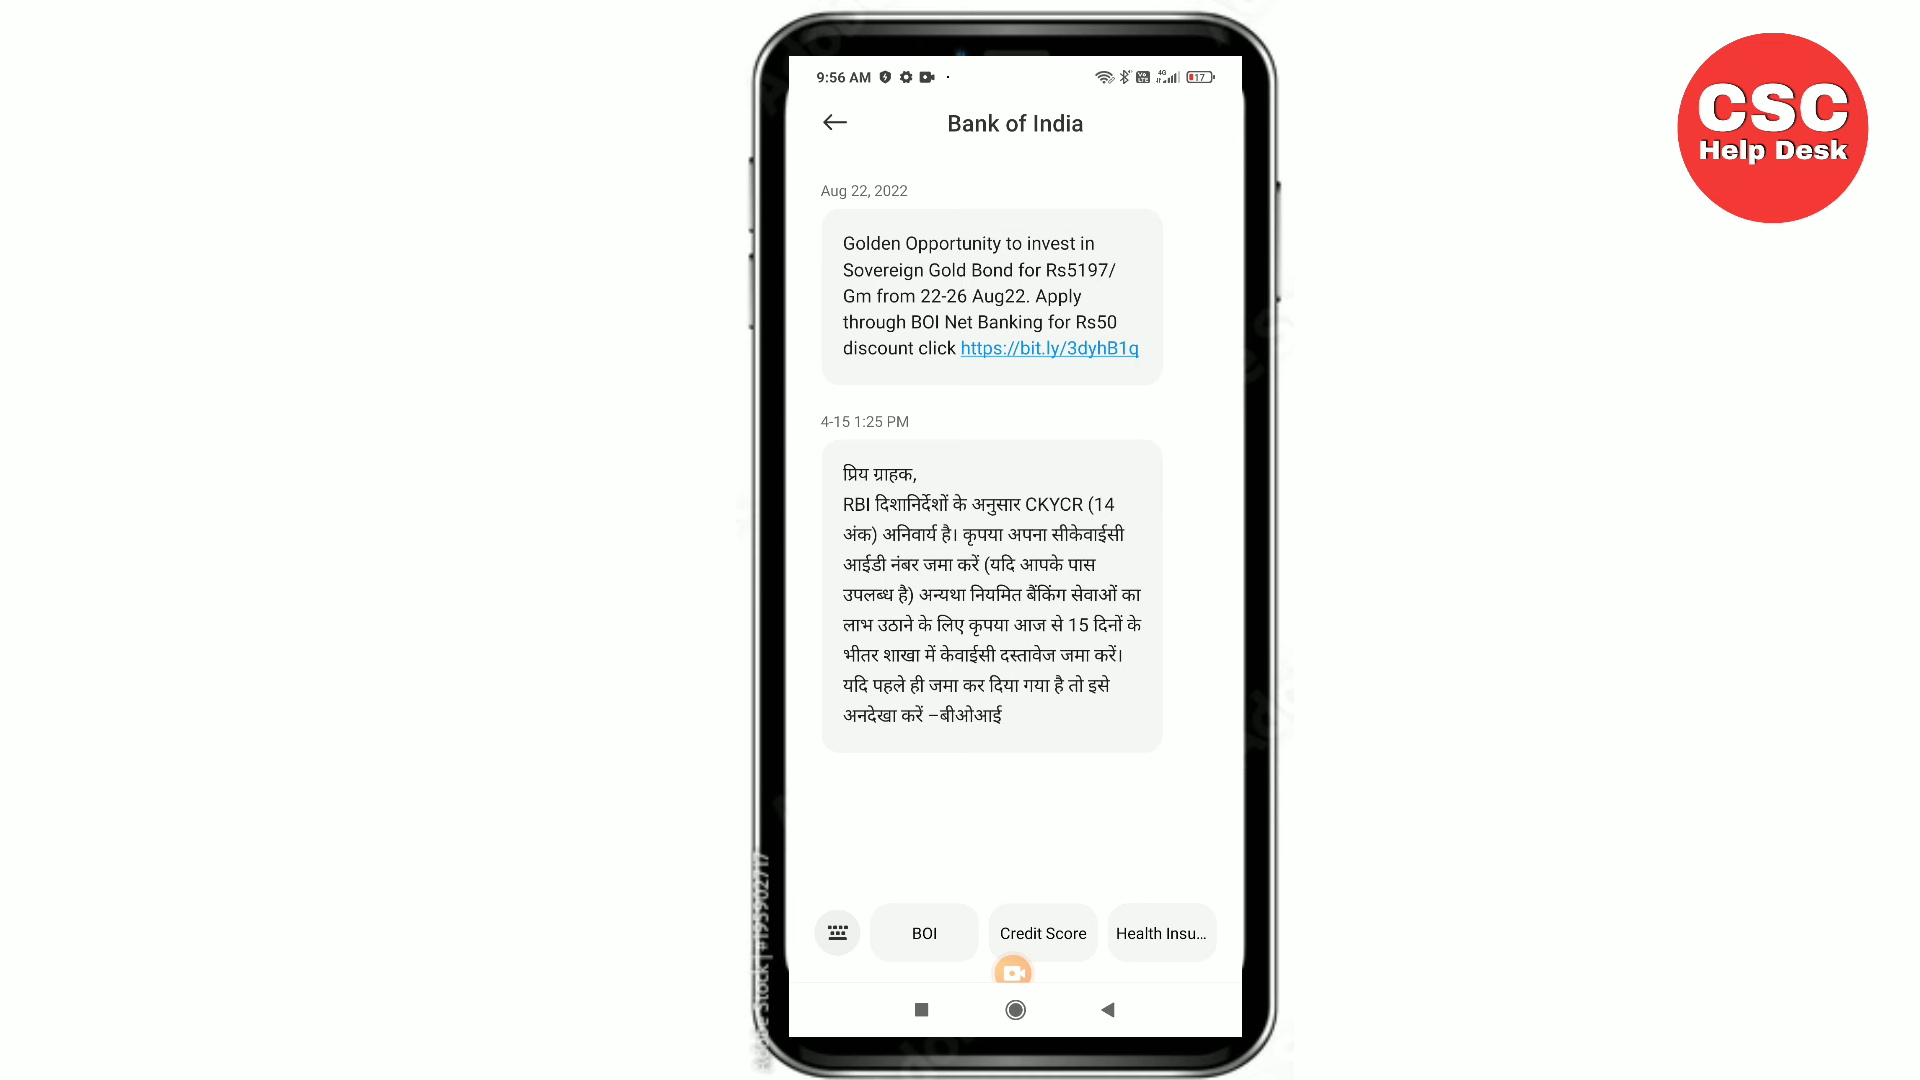 9:56 AM
17
CSC
Help Desk
Bank of India
Aug 22, 2022
Golden Opportunity to invest in
Sovereign Gold Bond for Rs5197/
Gm from 22-26 Aug22. Apply
through BOI Net Banking for Rs50
discount click https://bit.ly/3dyhB1q
4-15 1:25 PM
प्रिय ग्राहक,
RBI दिशानिर्देशों के अनुसार CKYCR (14
अंक) अनिवार्य है। कृपया अपना सीकेवाईसी
आईडी नंबर जमा करें (यदि आपके पास
उपलब्ध है) अन्यथा नियमित बैंकिंग सेवाओं का
लाभ उठाने के लिए कृपया आज से 15 दिनों के
भीतर शाखा में केवाईसी दस्तावेज जमा करें।
यदि पहले ही जमा कर दिया गया है तो इसे
अनदेखा करें –बीओआई
BOI
Credit Score
Health Insu...
Adobe Stock | #195902717